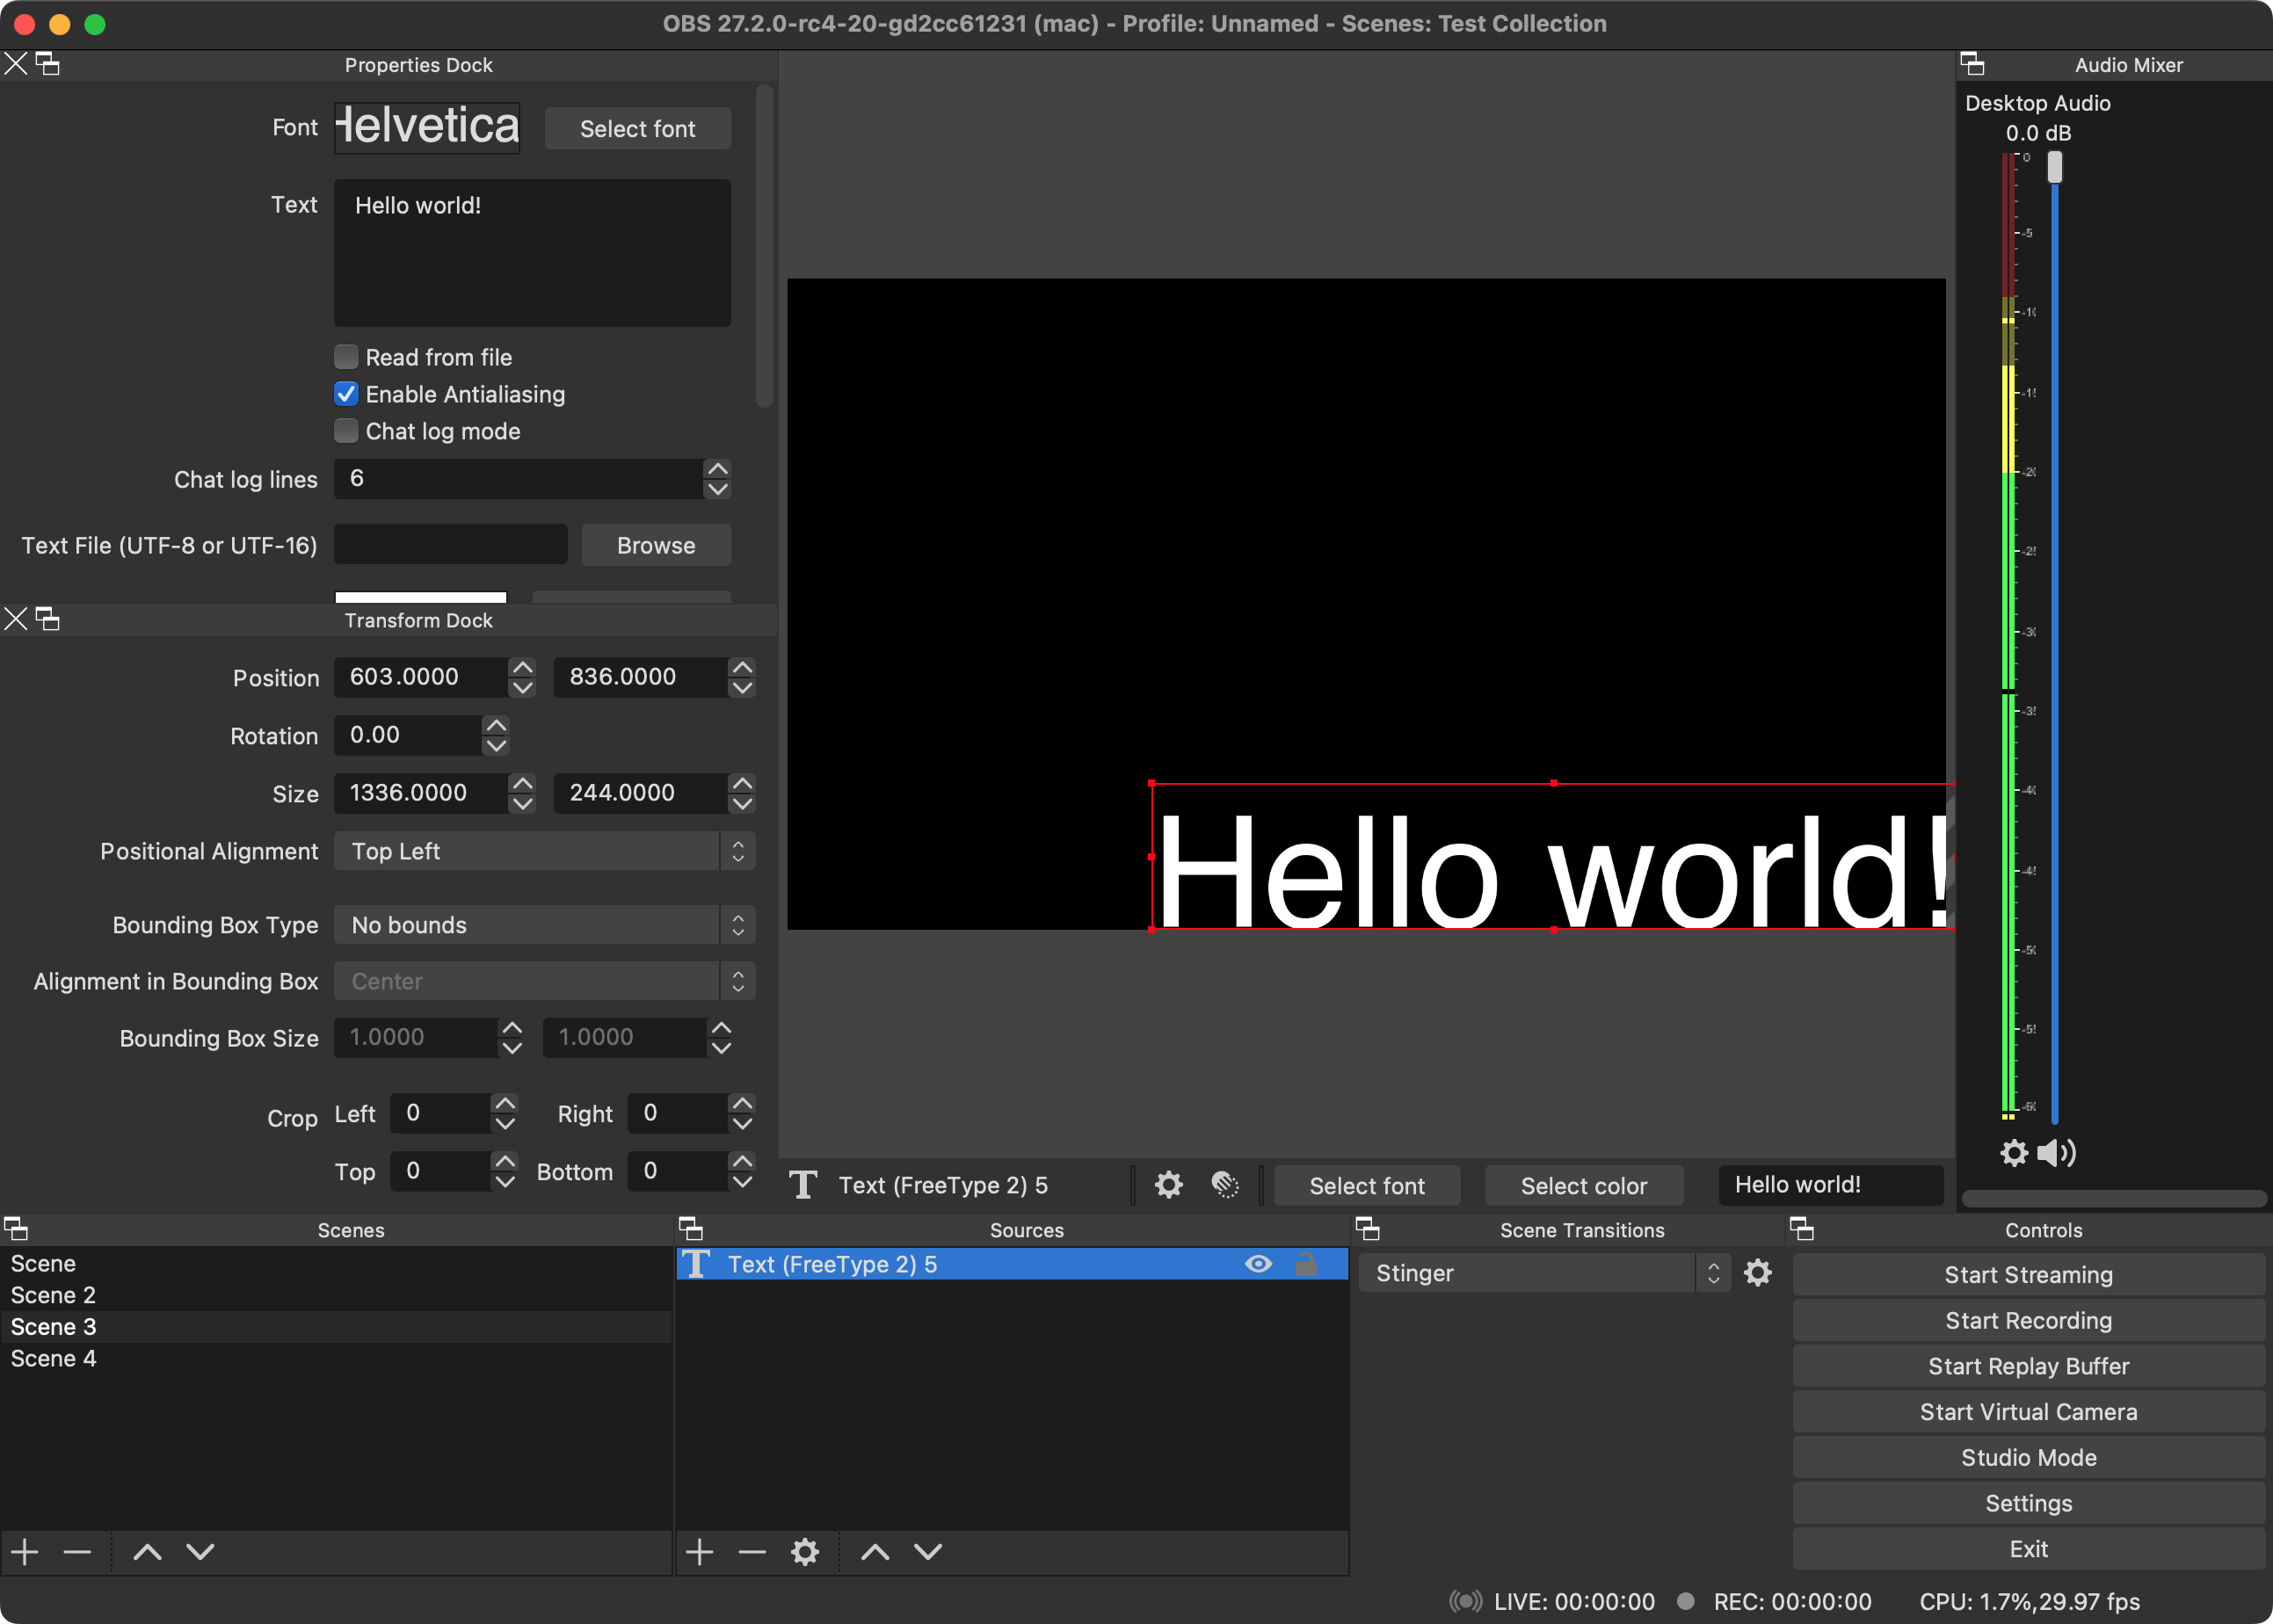 OBS 27.2.0-rc4-20-gd2cc61231 (mac) - Profile: Unnamed - Scenes: Test Collection
Properties Dock
Font Helvetica Select font
Text Hello world!
Read from file
Enable Antialiasing
Chat log mode
Chat log lines 6
Text File (UTF-8 or UTF-16) Browse
Transform Dock
Position 603.0000 836.0000
Rotation 0.00
Size 1336.0000 244.0000
Positional Alignment Top Left
Bounding Box Type No bounds
Alignment in Bounding Box Center
Bounding Box Size 1.0000 1.0000
Crop Left 0 Right 0
Top 0 Bottom 0
Hello world!
Text (FreeType 2) 5 Select font Select color Hello world!
Audio Mixer
Desktop Audio
0.0 dB
0
-5
Scenes
Scene
Scene 2
Scene 3
Scene 4
Sources
Text (FreeType 2) 5
Scene Transitions
Stinger
Controls
Start Streaming
Start Recording
Start Replay Buffer
Start Virtual Camera
Studio Mode
Settings
Exit
LIVE: 00:00:00 REC: 00:00:00 CPU: 1.7%,29.97 fps